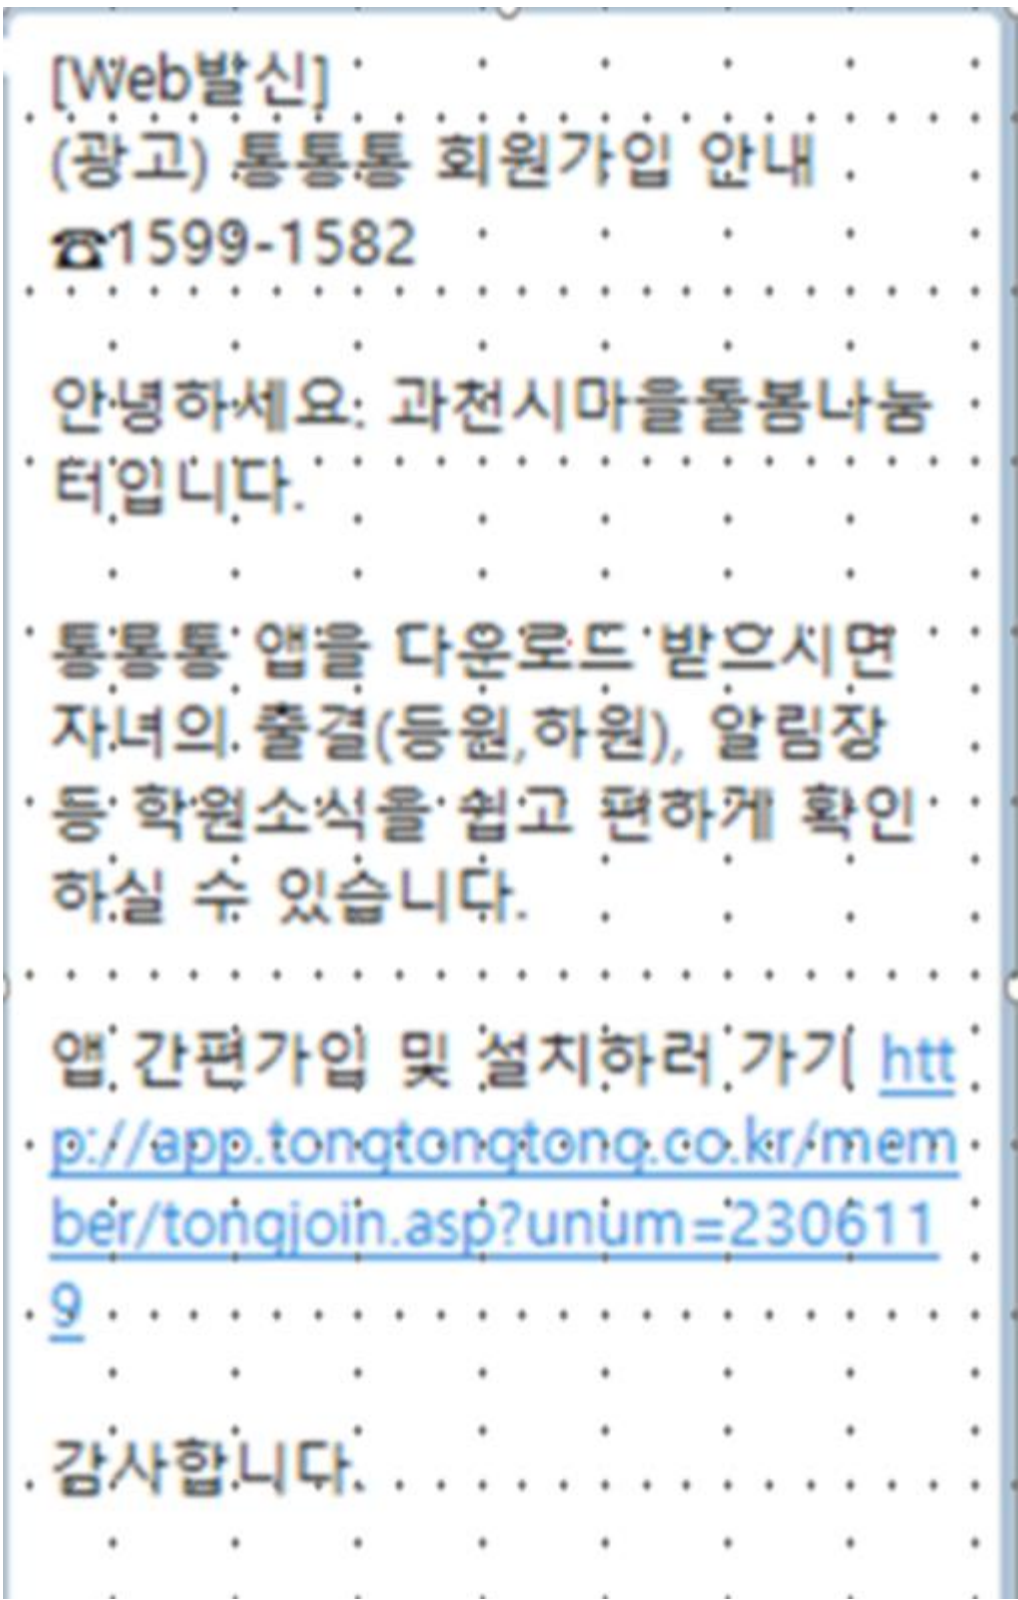 [Web발신]
(광고) 통통통 회원가입 안내
☎1599-1582
안녕하세요: 과천시마을돌봄나눔
터입니다.
통통통 앱을 다운로드 받으시면
자녀의 출결(등원,하원), 알림장
등 학원소식을 쉽고 편하게 확인
하실 수 있습니다.
앱 간편가입 및 설치하러 가기 htt
p://app.tongtongtong.co.kr/mem
ber/tongjoin.asp?unum=230611
9
감사합니다.